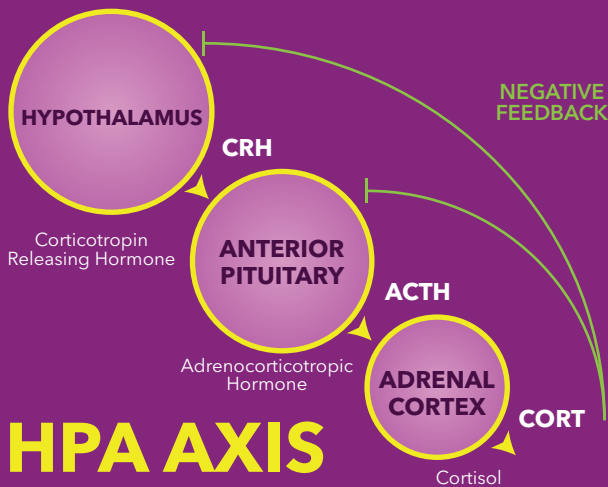 HYPOTHALAMUS
NEGATIVE
FEEDBACK
CRH
Corticotropin
Releasing Hormone
ANTERIOR
PITUITARY
ACTH
Adrenocorticotropic
Hormone
ADRENAL
CORTEX
CORT
Cortisol
HPA AXIS